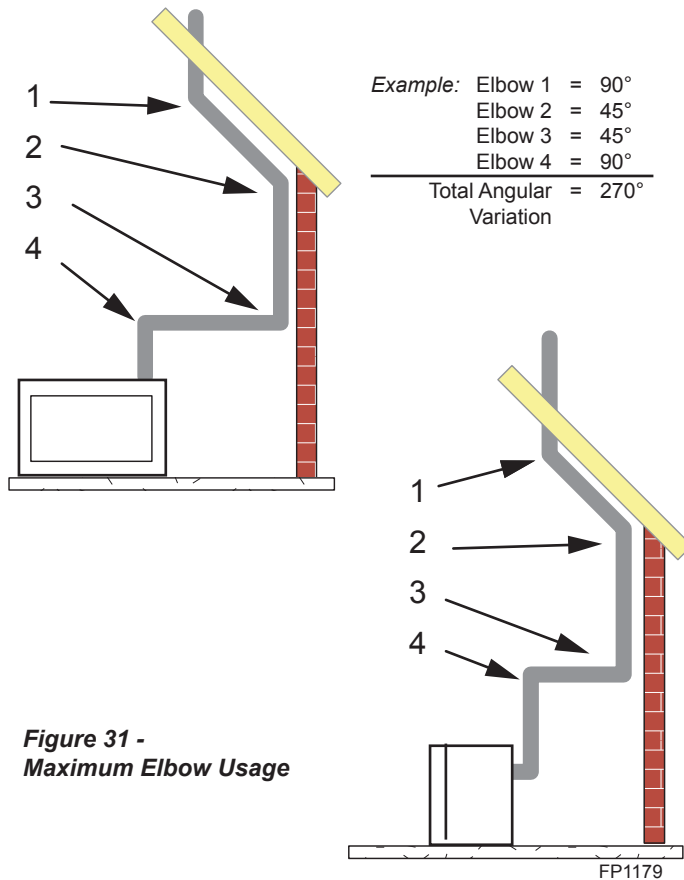 1
2
3
4
Example: Elbow 1 = 90°
Elbow 2 = 45°
Elbow 3 = 45°
Elbow 4 = 90°
Total Angular = 270°
Variation
1
2
3
4
Figure 31 -
Maximum Elbow Usage
FP1179